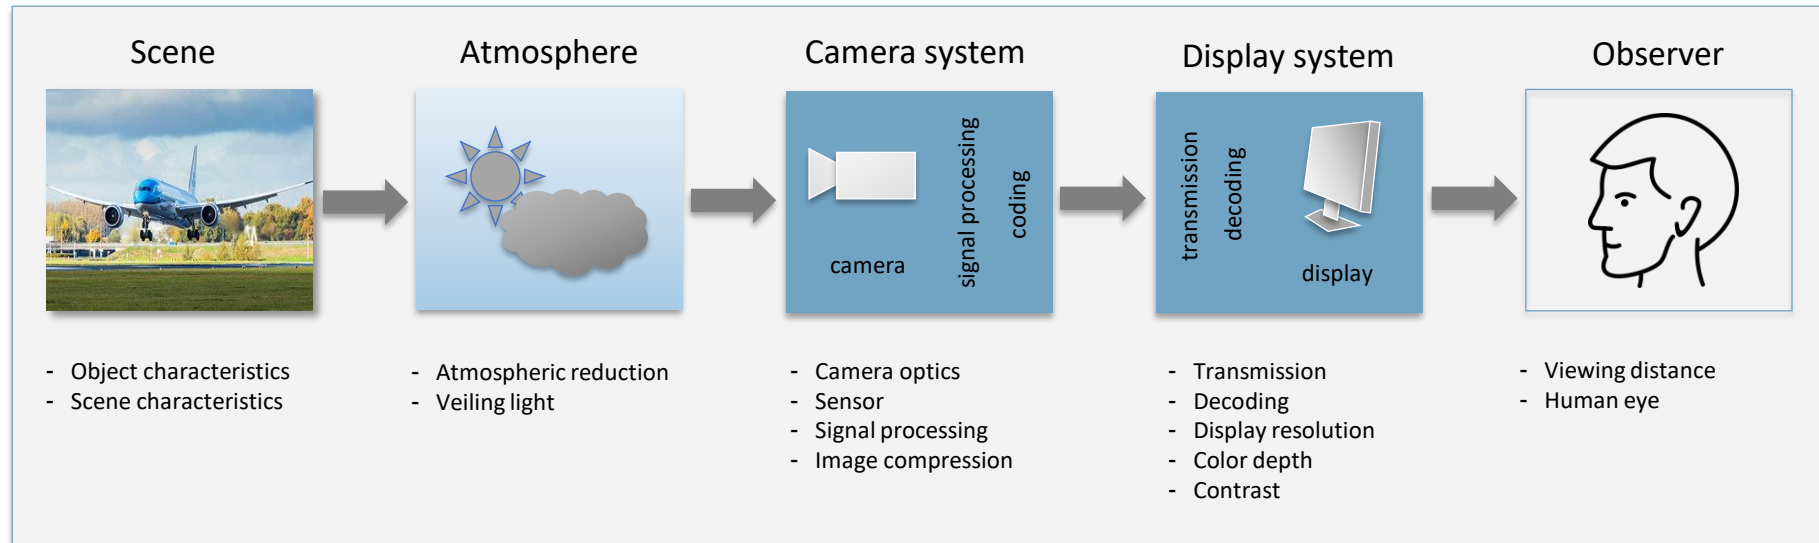 Scene
Atmosphere
Camera system
Display system
Observer
camera
signal processing
coding
transmission
decoding
display
- Object characteristics
- Scene characteristics
- Atmospheric reduction
- Veiling light
- Camera optics
- Sensor
- Signal processing
- Image compression
- Transmission
- Decoding
- Display resolution
- Color depth
- Contrast
- Viewing distance
- Human eye